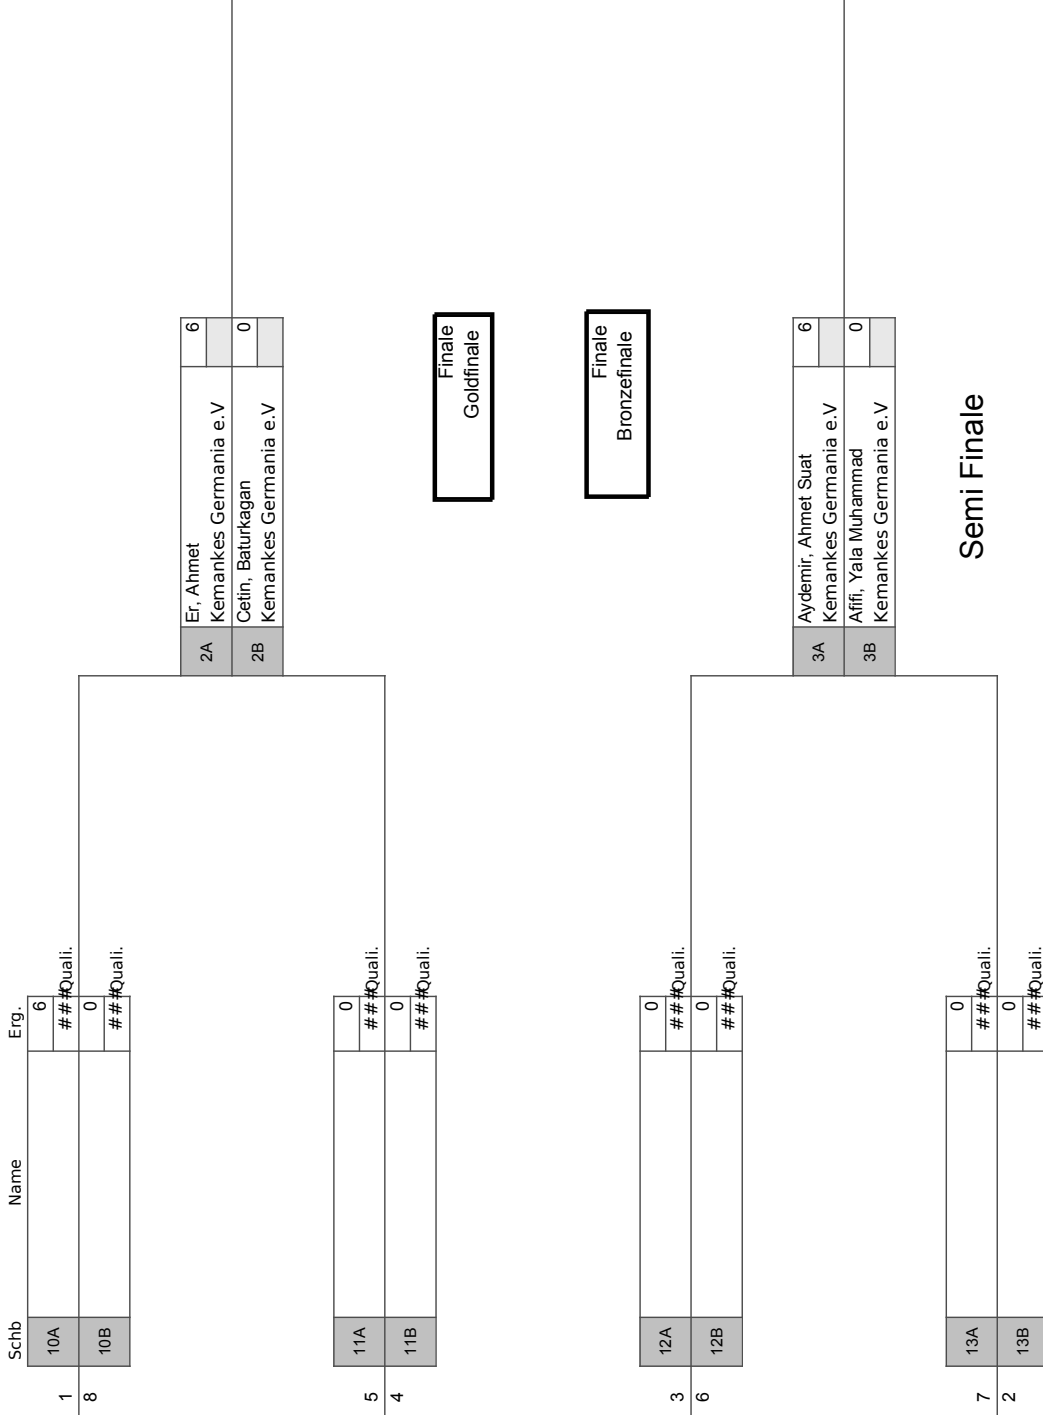 Schb Name Erg.
1 10A 6
### Quali.
8 10B 0
### Quali.
5 11A 0
### Quali.
4 11B 0
### Quali.
3 12A 0
### Quali.
6 12B 0
### Quali.
7 13A 0
### Quali.
2 13B 0
### Quali.
2A Er, Ahmet 6
Kemankes Germania e.V
2B Cetin, Baturkagan 0
Kemankes Germania e.V
Finale
Goldfinale
Finale
Bronzefinale
3A Aydemir, Ahmet Suat 6
Kemankes Germania e.V
3B Afifi, Yala Muhammad 0
Kemankes Germania e.V
Semi Finale